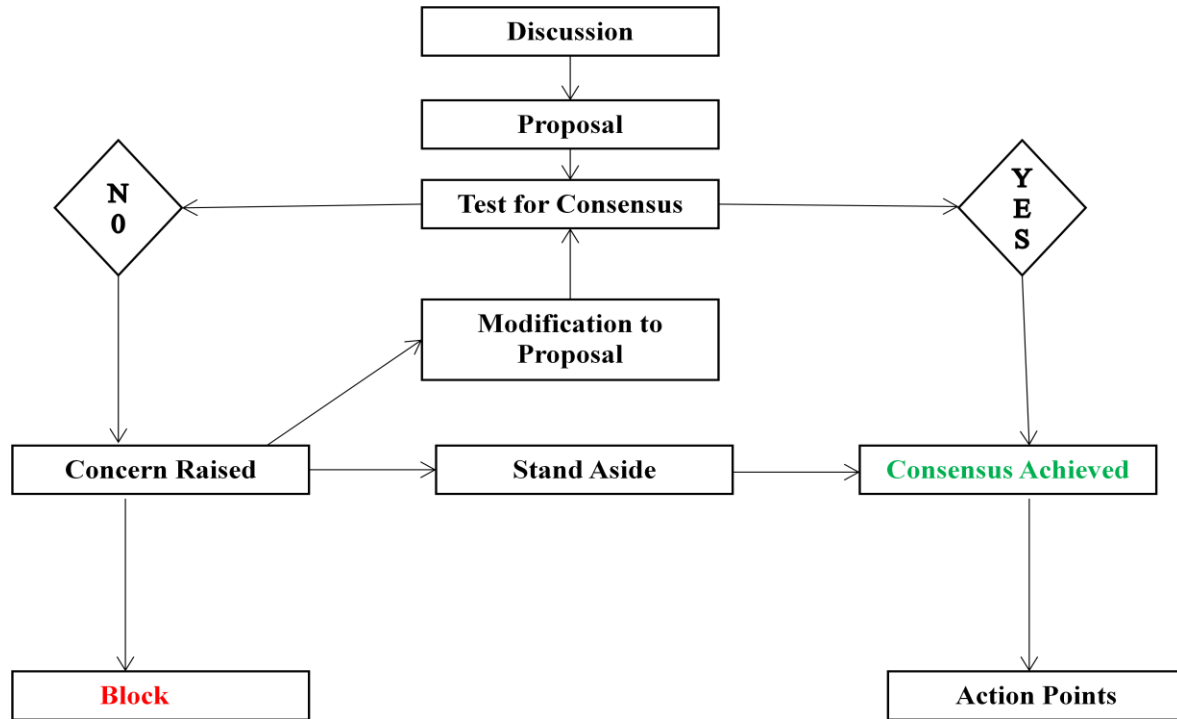 Discussion
Proposal
N
0
Test for Consensus
Y
E
S
Modification to
Proposal
Concern Raised
Stand Aside
Consensus Achieved
Block
Action Points